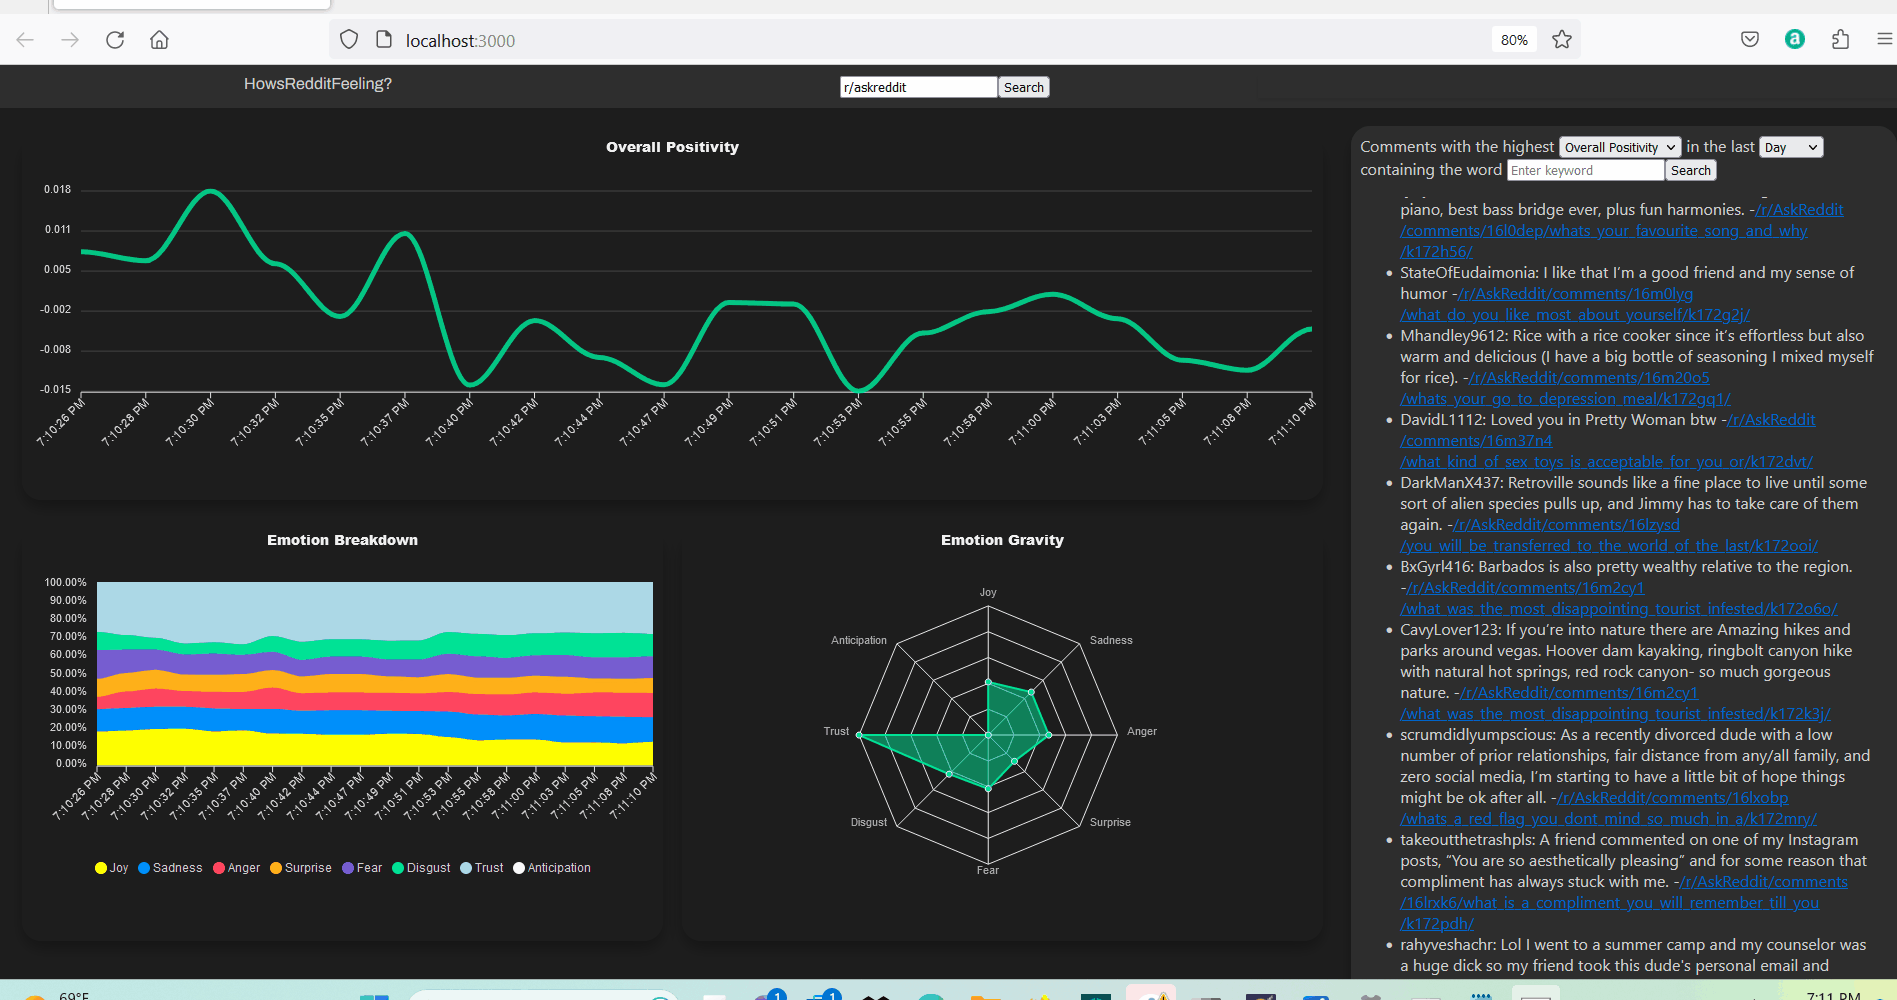 localhost:3000
80%
HowsRedditFeeling?
r/askreddit
Search
Overall Positivity
0.018
0.011
0.005
-0.002
-0.008
-0.015
7:10:26 PM
7:10:28 PM
7:10:30 PM
7:10:32 PM
7:10:35 PM
7:10:37 PM
7:10:40 PM
7:10:42 PM
7:10:44 PM
7:10:47 PM
7:10:49 PM
7:10:51 PM
7:10:53 PM
7:10:55 PM
7:10:58 PM
7:11:00 PM
7:11:03 PM
7:11:05 PM
7:11:08 PM
7:11:10 PM
Emotion Breakdown
100.00%
90.00%
80.00%
70.00%
60.00%
50.00%
40.00%
30.00%
20.00%
10.00%
0.00%
7:10:26 PM
7:10:28 PM
7:10:30 PM
7:10:32 PM
7:10:35 PM
7:10:37 PM
7:10:40 PM
7:10:42 PM
7:10:44 PM
7:10:47 PM
7:10:49 PM
7:10:51 PM
7:10:53 PM
7:10:55 PM
7:10:58 PM
7:11:00 PM
7:11:03 PM
7:11:05 PM
7:11:08 PM
7:11:10 PM
Joy Sadness Anger Surprise Fear Disgust Trust Anticipation
Emotion Gravity
Joy
Sadness
Anger
Surprise
Fear
Disgust
Trust
Anticipation
Comments with the highest Overall Positivity in the last Day
containing the word Enter keyword Search
piano, best bass bridge ever, plus fun harmonies. -/r/AskReddit
/comments/16l0dep/whats_your_favourite_song_and_why
/k172h56/
• StateOfEudaimonia: I like that I’m a good friend and my sense of
humor -/r/AskReddit/comments/16m0lyg
/what_do_you_like_most_about_yourself/k172g2j/
• Mhandley9612: Rice with a rice cooker since it’s effortless but also
warm and delicious (I have a big bottle of seasoning I mixed myself
for rice). -/r/AskReddit/comments/16m20o5
/whats_your_go_to_depression_meal/k172gq1/
• DavidL1112: Loved you in Pretty Woman btw -/r/AskReddit
/comments/16m37n4
/what_kind_of_sex_toys_is_acceptable_for_you_or/k172dvt/
• DarkManX437: Retroville sounds like a fine place to live until some
sort of alien species pulls up, and Jimmy has to take care of them
again. -/r/AskReddit/comments/16lzysd
/you_will_be_transferred_to_the_world_of_the_last/k172ooi/
• BxGyrl416: Barbados is also pretty wealthy relative to the region.
-/r/AskReddit/comments/16m2cy1
/what_was_the_most_disappointing_tourist_infested/k172o6o/
• CavyLover123: If you’re into nature there are Amazing hikes and
parks around vegas. Hoover dam kayaking, ringbolt canyon hike
with natural hot springs, red rock canyon- so much gorgeous
nature. -/r/AskReddit/comments/16m2cy1
/what_was_the_most_disappointing_tourist_infested/k172k3j/
• scrumdidlyumpscious: As a recently divorced dude with a low
number of prior relationships, fair distance from any/all family, and
zero social media, I’m starting to have a little bit of hope things
might be ok after all. -/r/AskReddit/comments/16lxobp
/whats_a_red_flag_you_dont_mind_so_much_in_a/k172mry/
• takeoutthetrashpls: A friend commented on one of my Instagram
posts, “You are so aesthetically pleasing” and for some reason that
compliment has always stuck with me. -/r/AskReddit/comments
/16lrxk6/what_is_a_compliment_you_will_remember_till_you
/k172pdh/
• rahyveshachr: Lol I went to a summer camp and my counselor was
a huge dick so my friend took this dude's personal email and
69°F
1
1
7:11 PM